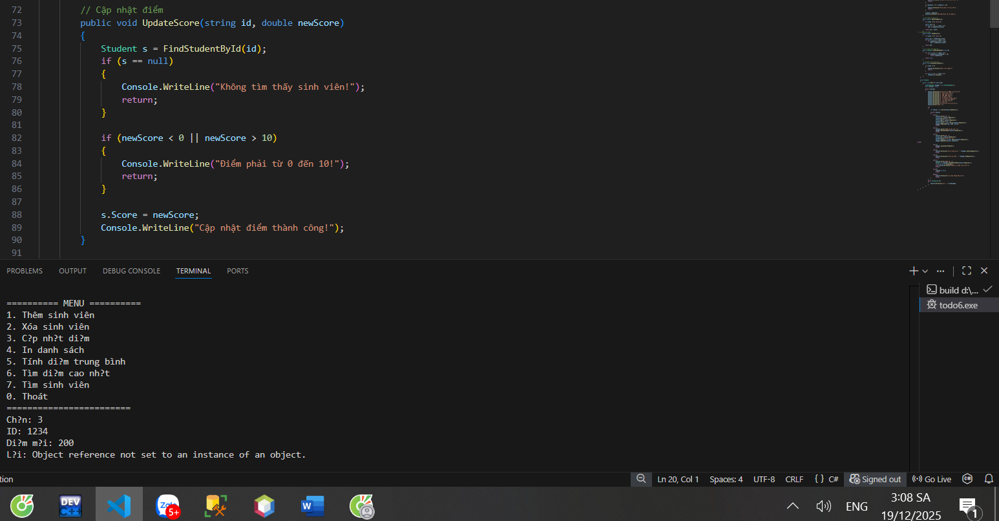 72 // Cập nhật điểm
73 public void UpdateScore(string id, double newScore)
74 {
75 Student s = FindStudentById(id);
76 if (s == null)
77 {
78 Console.WriteLine("Không tìm thấy sinh viên!");
79 return;
80 }
81
82 if (newScore < 0 || newScore > 10)
83 {
84 Console.WriteLine("Điểm phải từ 0 đến 10!");
85 return;
86 }
87
88 s.Score = newScore;
89 Console.WriteLine("Cập nhật điểm thành công!");
90 }
91
PROBLEMS OUTPUT DEBUG CONSOLE TERMINAL PORTS
build d:\...
todo6.exe
========== MENU ==========
1. Thêm sinh viên
2. Xóa sinh viên
3. C?p nh?t di?m
4. In danh sách
5. Tính di?m trung bình
6. Tìm di?m cao nh?t
7. Tìm sinh viên
0. Thoát
========================
Ch?n: 3
ID: 1234
Di?m m?i: 200
L?i: Object reference not set to an instance of an object.
tion Ln 20, Col 1 Spaces: 4 UTF-8 CRLF { } C# Signed out Go Live
DEV C++
Zalo 5+
W
ENG
3:08 SA
19/12/2025
1